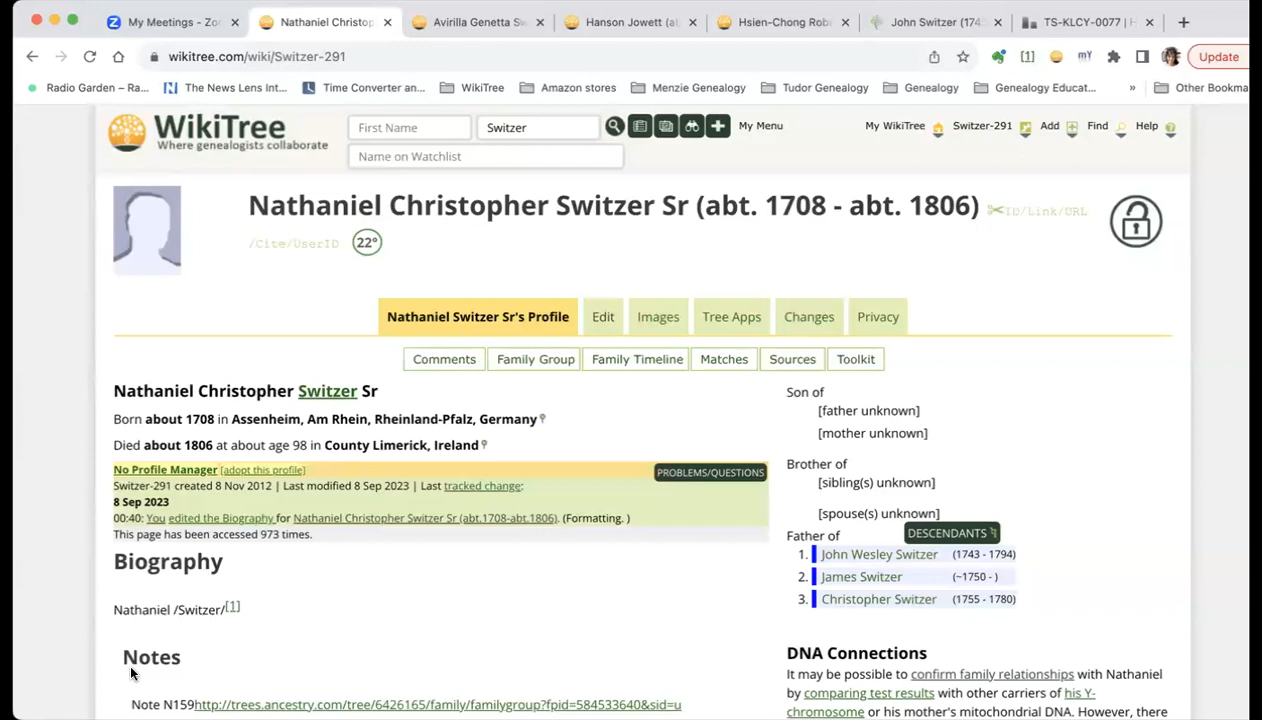 My Meetings - Zoo
Nathaniel Christop
Avirilla Genetta Sw
Hanson Jowett (ab
Hsien-Chong Rob
John Switzer (174
TS-KLCY-0077 | H
wikitree.com/wiki/Switzer-291
[1]
mY
Update
Radio Garden – Ra...
The News Lens Int...
Time Converter an...
WikiTree
Amazon stores
Menzie Genealogy
Tudor Genealogy
Genealogy
Genealogy Educat...
»
Other Bookma
WikiTree
Where genealogists collaborate
First Name
Switzer
My Menu
My WikiTree
Switzer-291
Add
Find
Help
Name on Watchlist
Nathaniel Christopher Switzer Sr (abt. 1708 - abt. 1806)
ID/Link/URL
/Cite/UserID
22°
Nathaniel Switzer Sr's Profile
Edit
Images
Tree Apps
Changes
Privacy
Comments
Family Group
Family Timeline
Matches
Sources
Toolkit
Nathaniel Christopher Switzer Sr
Born about 1708 in Assenheim, Am Rhein, Rheinland-Pfalz, Germany
Died about 1806 at about age 98 in County Limerick, Ireland
No Profile Manager [adopt this profile]
PROBLEMS/QUESTIONS
Switzer-291 created 8 Nov 2012 | Last modified 8 Sep 2023 | Last tracked change:
8 Sep 2023
00:40: You edited the Biography for Nathaniel Christopher Switzer Sr (abt.1708-abt.1806). (Formatting. )
This page has been accessed 973 times.
Biography
Nathaniel /Switzer/[1]
Notes
Note N159http://trees.ancestry.com/tree/6426165/family/familygroup?fpid=584533640&sid=u
Son of
[father unknown]
[mother unknown]
Brother of
[sibling(s) unknown]
[spouse(s) unknown]
DESCENDANTS
Father of
1. John Wesley Switzer (1743 - 1794)
2. James Switzer (~1750 - )
3. Christopher Switzer (1755 - 1780)
DNA Connections
It may be possible to confirm family relationships with Nathaniel
by comparing test results with other carriers of his Y-
chromosome or his mother's mitochondrial DNA. However, there